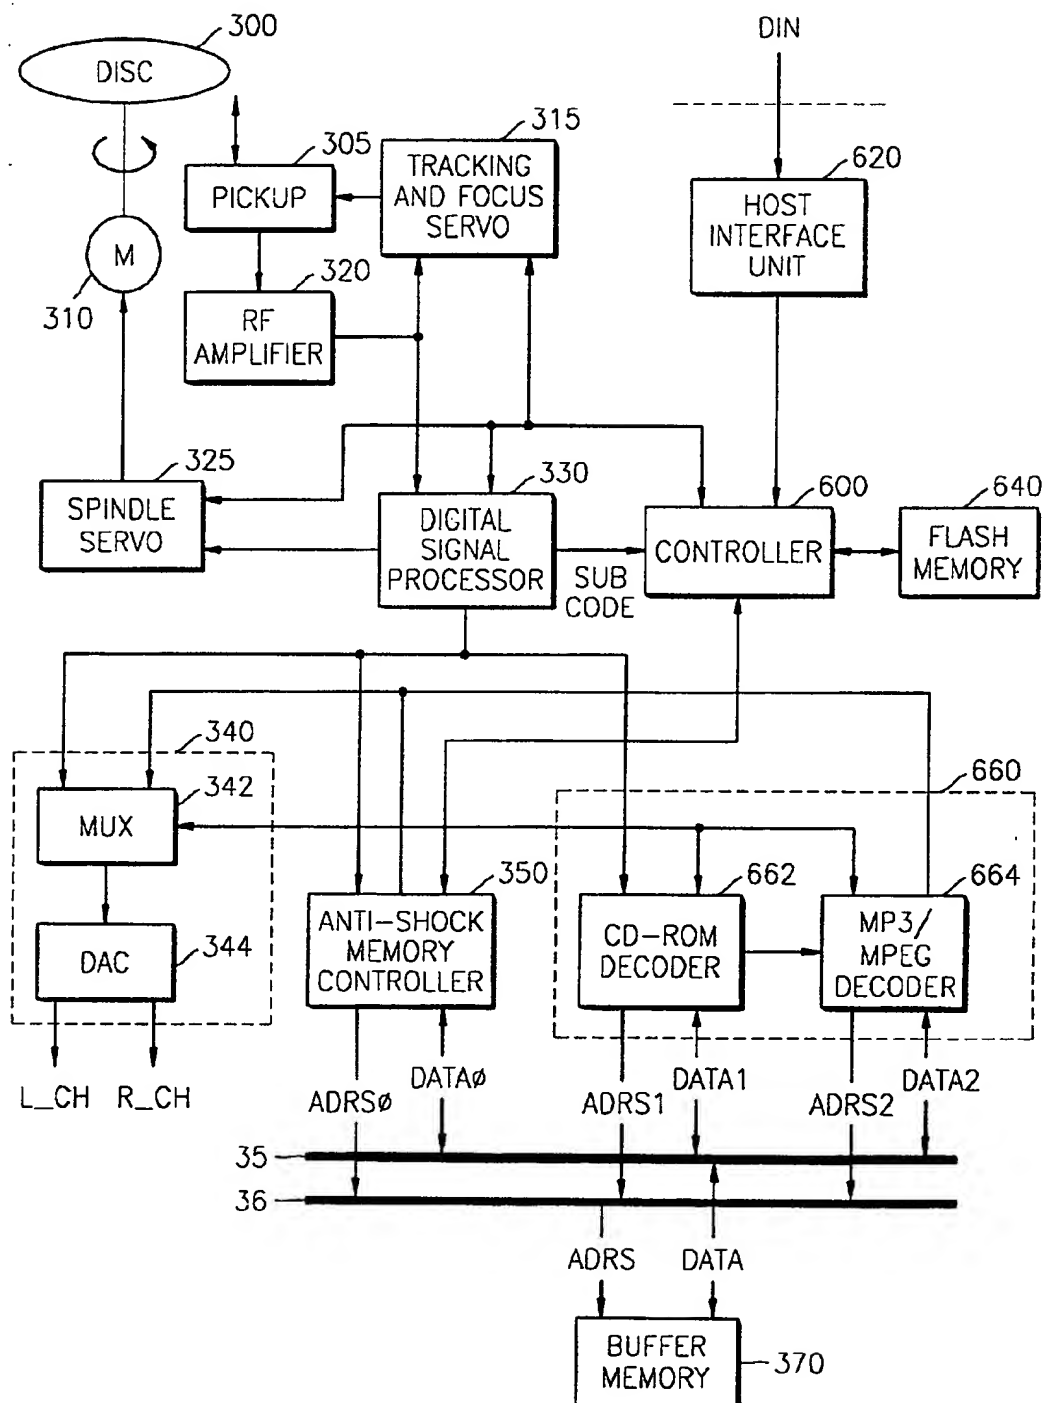 300
DISC
DIN
305
PICKUP
315
TRACKING
AND FOCUS
SERVO
620
HOST
INTERFACE
UNIT
M
310
320
RF
AMPLIFIER
325
SPINDLE
SERVO
330
DIGITAL
SIGNAL
PROCESSOR
SUB
CODE
600
CONTROLLER
640
FLASH
MEMORY
340
342
MUX
344
DAC
L_CH
R_CH
350
ANTI-SHOCK
MEMORY
CONTROLLER
660
662
CD-ROM
DECODER
664
MP3/
MPEG
DECODER
ADRSø
DATAø
ADRS1
DATA1
ADRS2
DATA2
35
36
ADRS
DATA
BUFFER
MEMORY
370